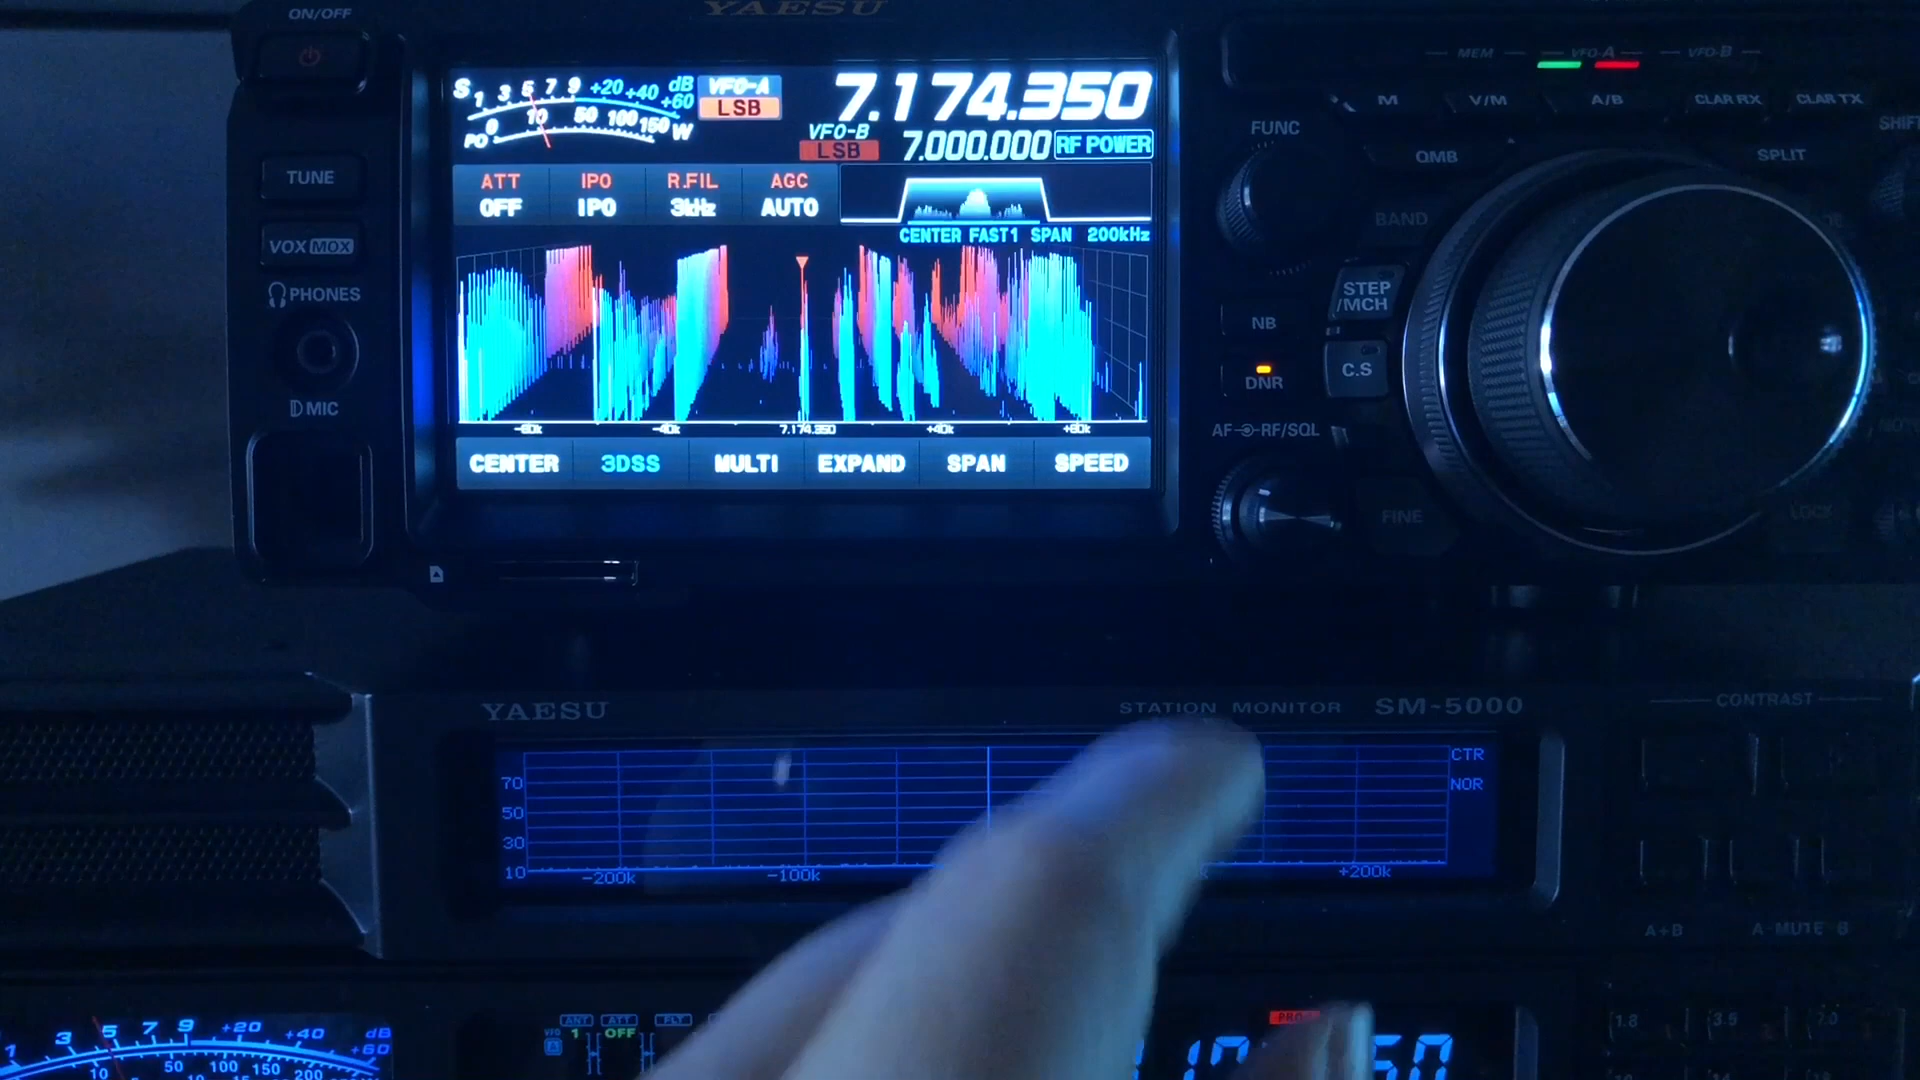 YAESU
ON/OFF
S 1 3 5 7 9 +20 +40 +60 dB
PO 0 10 50 100 150 W
VFO-A
LSB
7.174.350
VFO-B
LSB
7.000.000
RF POWER
ATT
OFF
IPO
IPO
R.FIL
3kHz
AGC
AUTO
CENTER FAST1 SPAN 200kHz
-80k -40k 7.174.350 +40k +80k
CENTER 3DSS MULTI EXPAND SPAN SPEED
TUNE
VOX MOX
PHONES
MIC
MEM VFO-A VFO-B
M V/M A/B CLAR RX CLAR TX
FUNC
SHIFT
QMB
SPLIT
BAND
STEP
/MCH
NB
C.S
DNR
AF RF/SQL
FINE
LOCK
YAESU
STATION MONITOR SM-5000
CONTRAST
70
50
30
10
CTR
NOR
-200k -100k +200k
A+B
A-MUTE-B
1 3 5 7 9 +20 +40 +60 dB
10 50 100 150 200
ANT ATT FLT
VFO
A
1 OFF
1.8 3.5 7.0